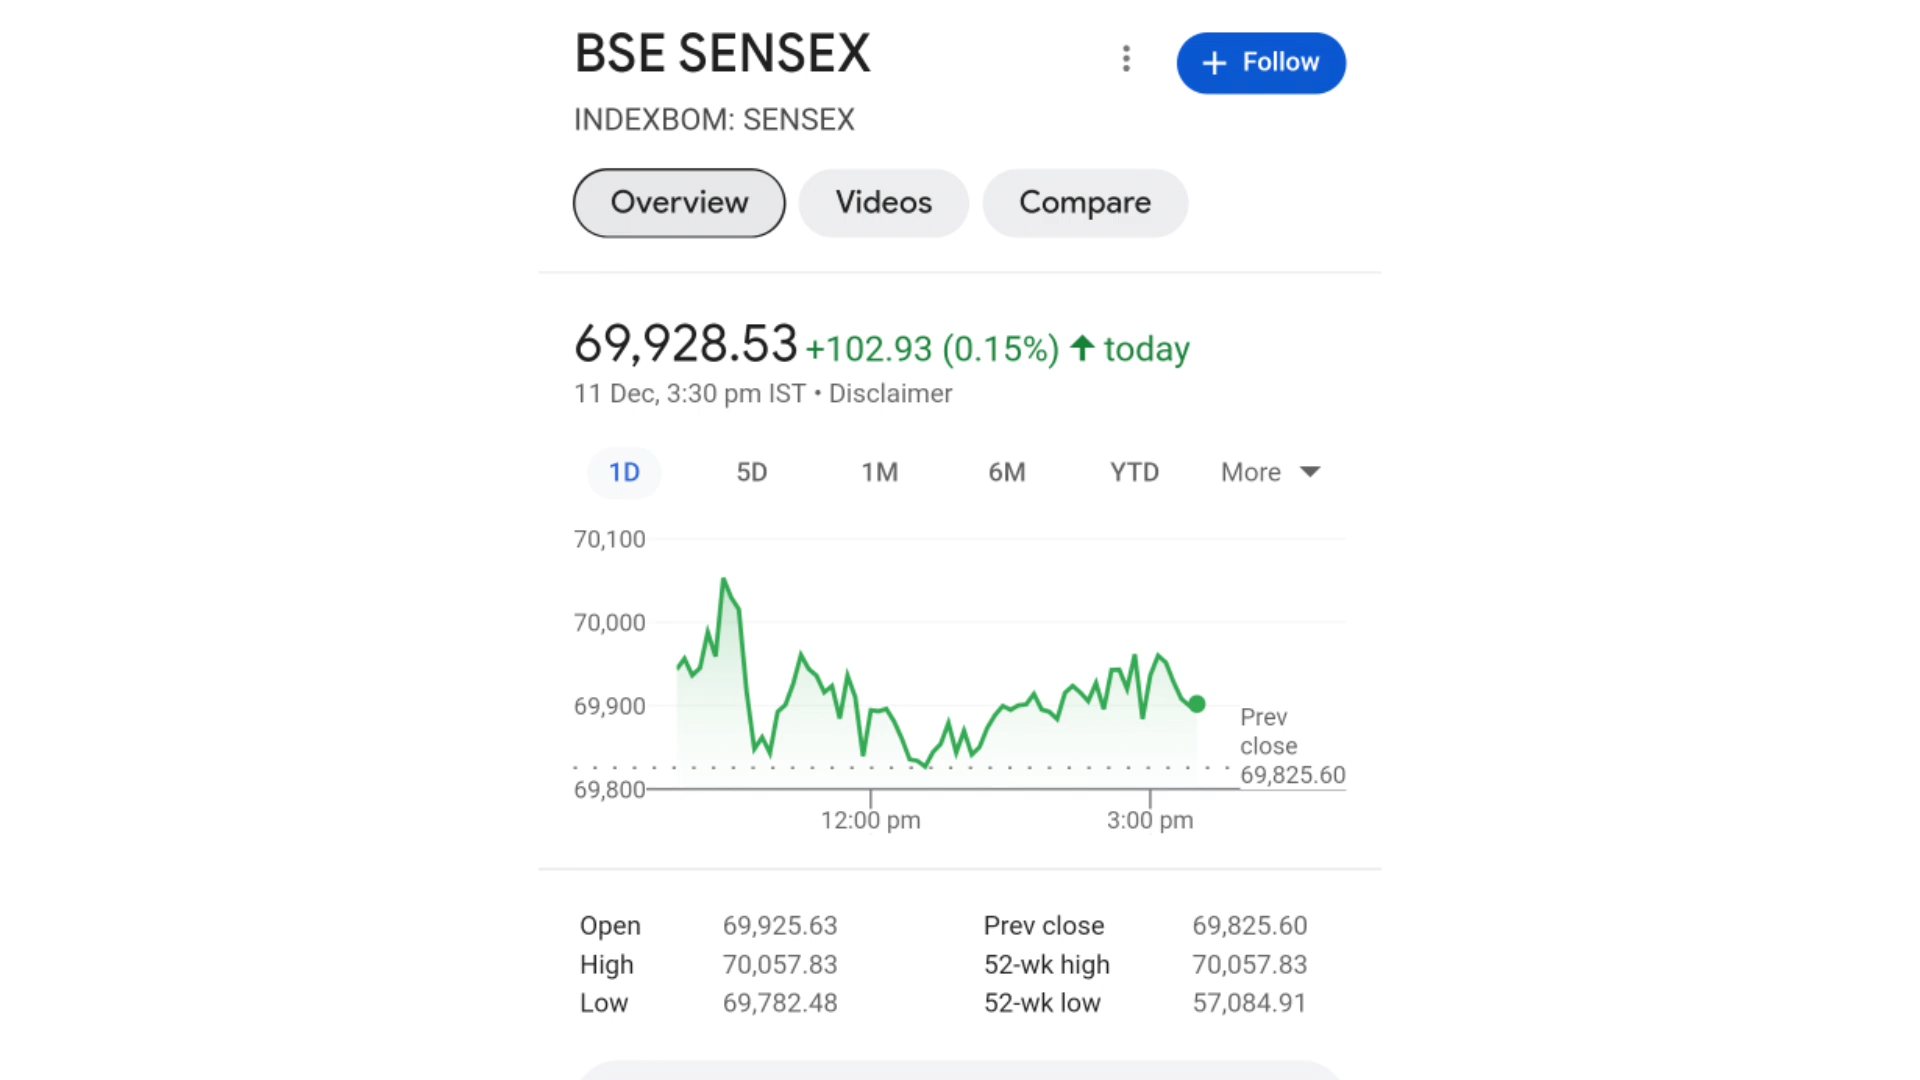 BSE SENSEX
+ Follow
INDEXBOM: SENSEX
Overview Videos Compare
69,928.53 +102.93 (0.15%) ↑ today
11 Dec, 3:30 pm IST • Disclaimer
1D 5D 1M 6M YTD More
70,100
70,000
69,900
69,800
Prev
close
69,825.60
12:00 pm 3:00 pm
Open 69,925.63 Prev close 69,825.60
High 70,057.83 52-wk high 70,057.83
Low 69,782.48 52-wk low 57,084.91